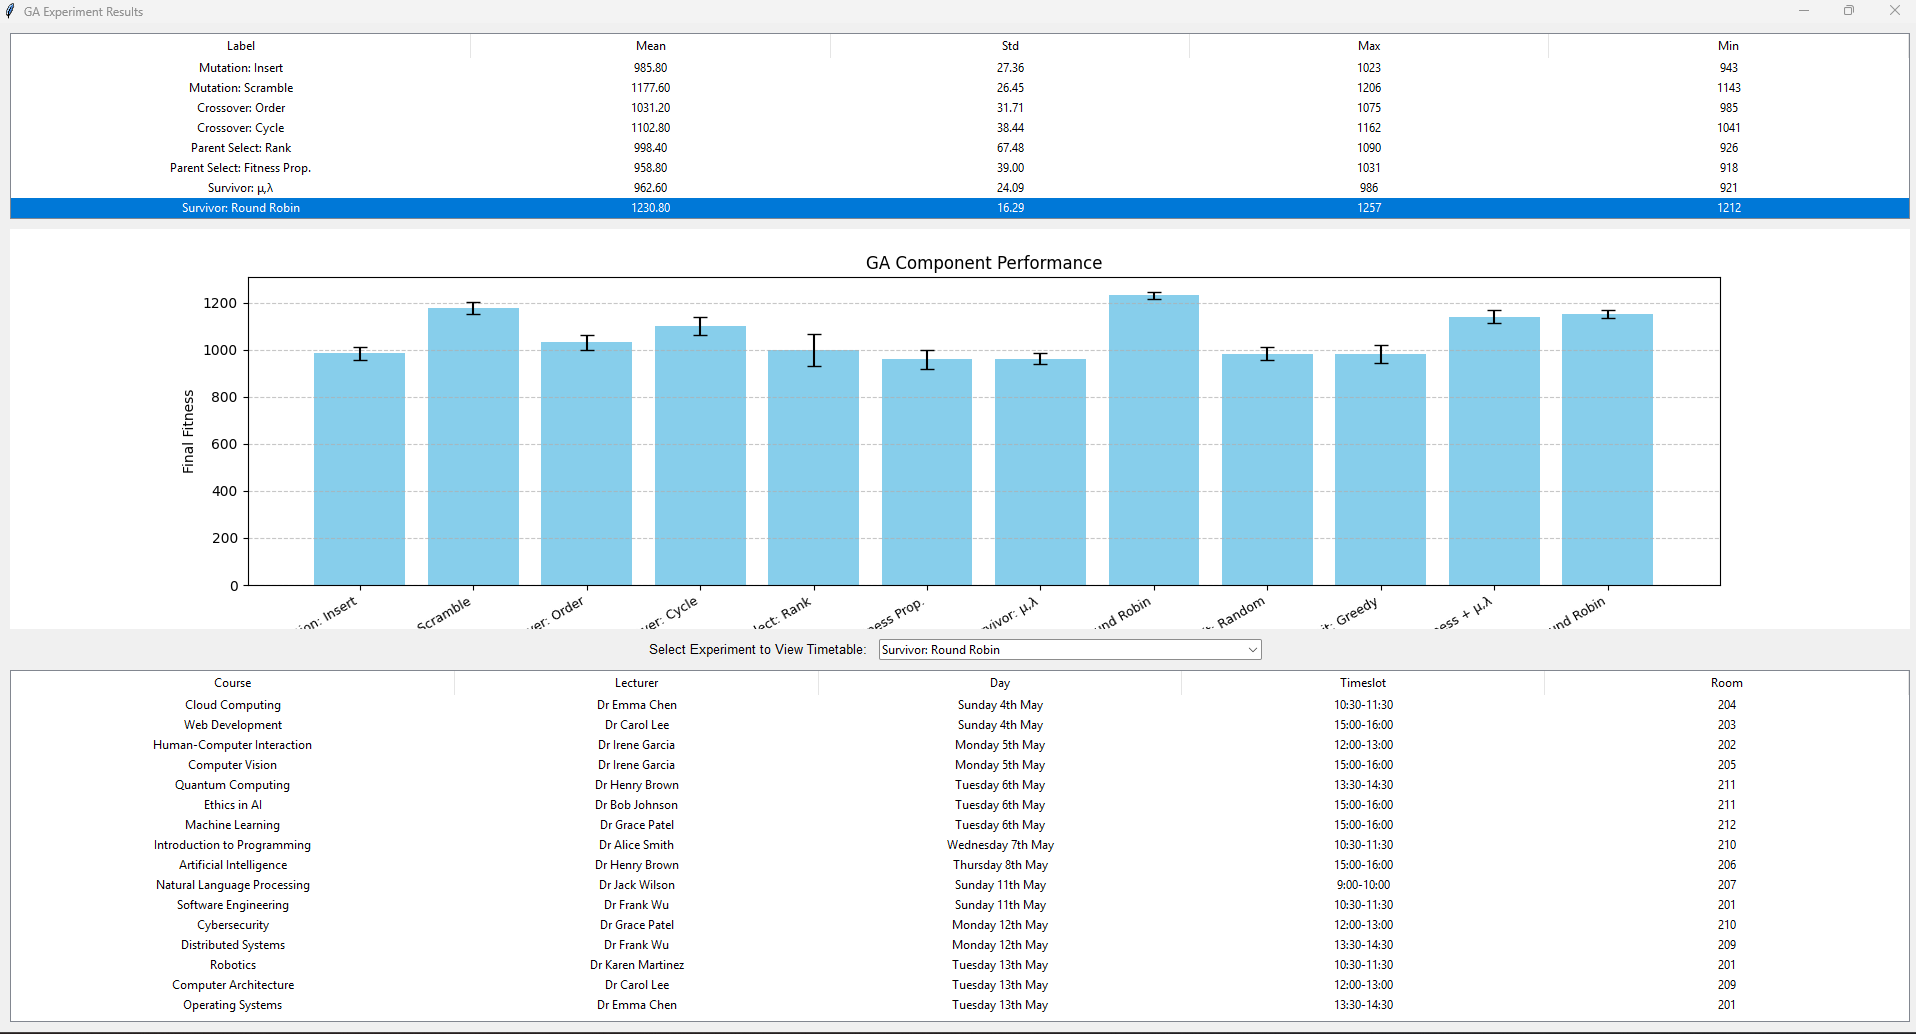 GA Experiment Results
Label Mean Std Max Min
Mutation: Insert 985.80 27.36 1023 943
Mutation: Scramble 1177.60 26.45 1206 1143
Crossover: Order 1031.20 31.71 1075 985
Crossover: Cycle 1102.80 38.44 1162 1041
Parent Select: Rank 998.40 67.48 1090 926
Parent Select: Fitness Prop. 958.80 39.00 1031 918
Survivor: μ,λ 962.60 24.09 986 921
Survivor: Round Robin 1230.80 16.29 1257 1212
GA Component Performance
Final Fitness
1200
1000
800
600
400
200
0
ion: Insert
Scramble
ver: Order
ver: Cycle
lect: Rank
ness Prop.
vivor: μ,λ
und Robin
t: Random
it: Greedy
ess + μ,λ
und Robin
Select Experiment to View Timetable: Survivor: Round Robin
Course Lecturer Day Timeslot Room
Cloud Computing Dr Emma Chen Sunday 4th May 10:30-11:30 204
Web Development Dr Carol Lee Sunday 4th May 15:00-16:00 203
Human-Computer Interaction Dr Irene Garcia Monday 5th May 12:00-13:00 202
Computer Vision Dr Irene Garcia Monday 5th May 15:00-16:00 205
Quantum Computing Dr Henry Brown Tuesday 6th May 13:30-14:30 211
Ethics in AI Dr Bob Johnson Tuesday 6th May 15:00-16:00 211
Machine Learning Dr Grace Patel Tuesday 6th May 15:00-16:00 212
Introduction to Programming Dr Alice Smith Wednesday 7th May 10:30-11:30 210
Artificial Intelligence Dr Henry Brown Thursday 8th May 15:00-16:00 206
Natural Language Processing Dr Jack Wilson Sunday 11th May 9:00-10:00 207
Software Engineering Dr Frank Wu Sunday 11th May 10:30-11:30 201
Cybersecurity Dr Grace Patel Monday 12th May 12:00-13:00 210
Distributed Systems Dr Frank Wu Monday 12th May 13:30-14:30 209
Robotics Dr Karen Martinez Tuesday 13th May 10:30-11:30 201
Computer Architecture Dr Carol Lee Tuesday 13th May 12:00-13:00 209
Operating Systems Dr Emma Chen Tuesday 13th May 13:30-14:30 201